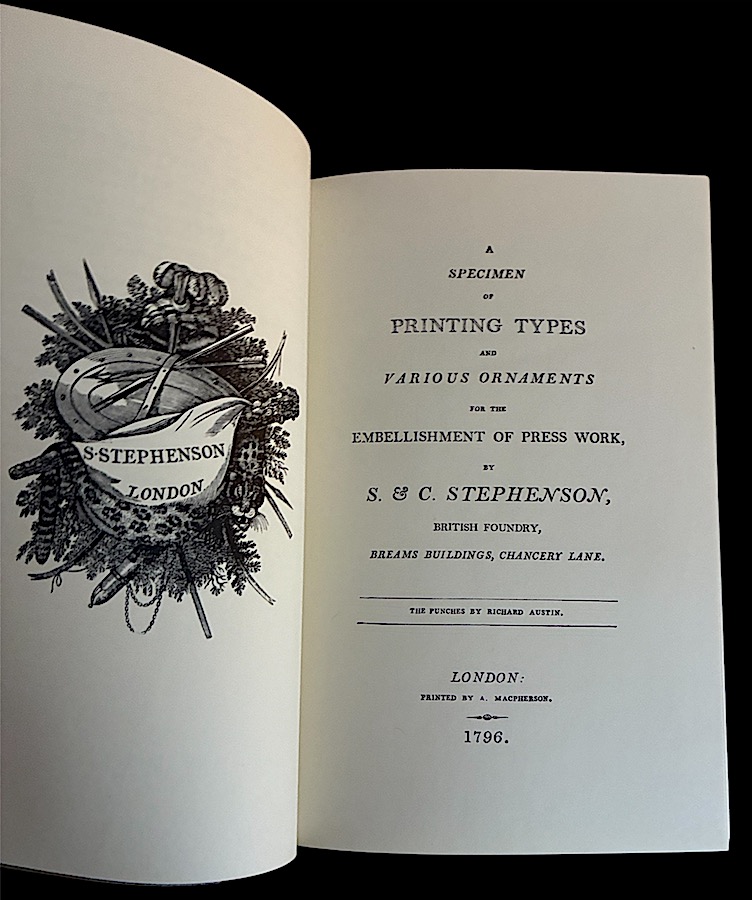 S·STEPHENSON
LONDON
A
SPECIMEN
OF
PRINTING TYPES
AND
VARIOUS ORNAMENTS
FOR THE
EMBELLISHMENT OF PRESS WORK,
BY
S. & C. STEPHENSON,
BRITISH FOUNDRY,
BREAMS BUILDINGS, CHANCERY LANE.
THE PUNCHES BY RICHARD AUSTIN.
LONDON:
PRINTED BY A. MACPHERSON.
1796.